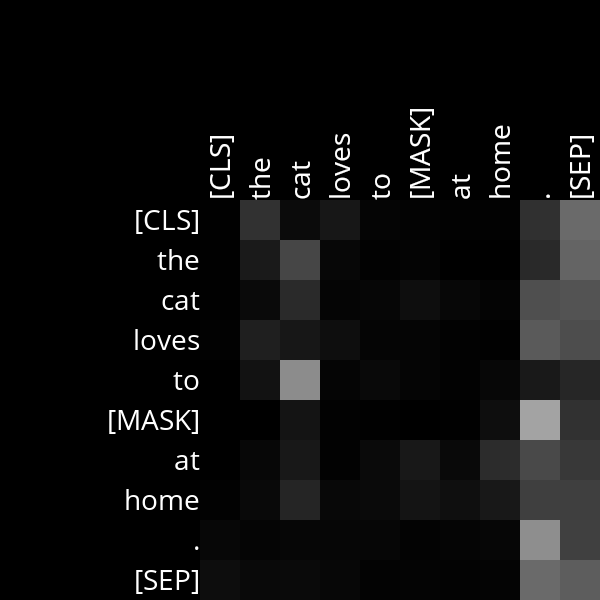 [CLS] the cat loves to [MASK] at home . [SEP]
[CLS]
the
cat
loves
to
[MASK]
at
home
.
[SEP]